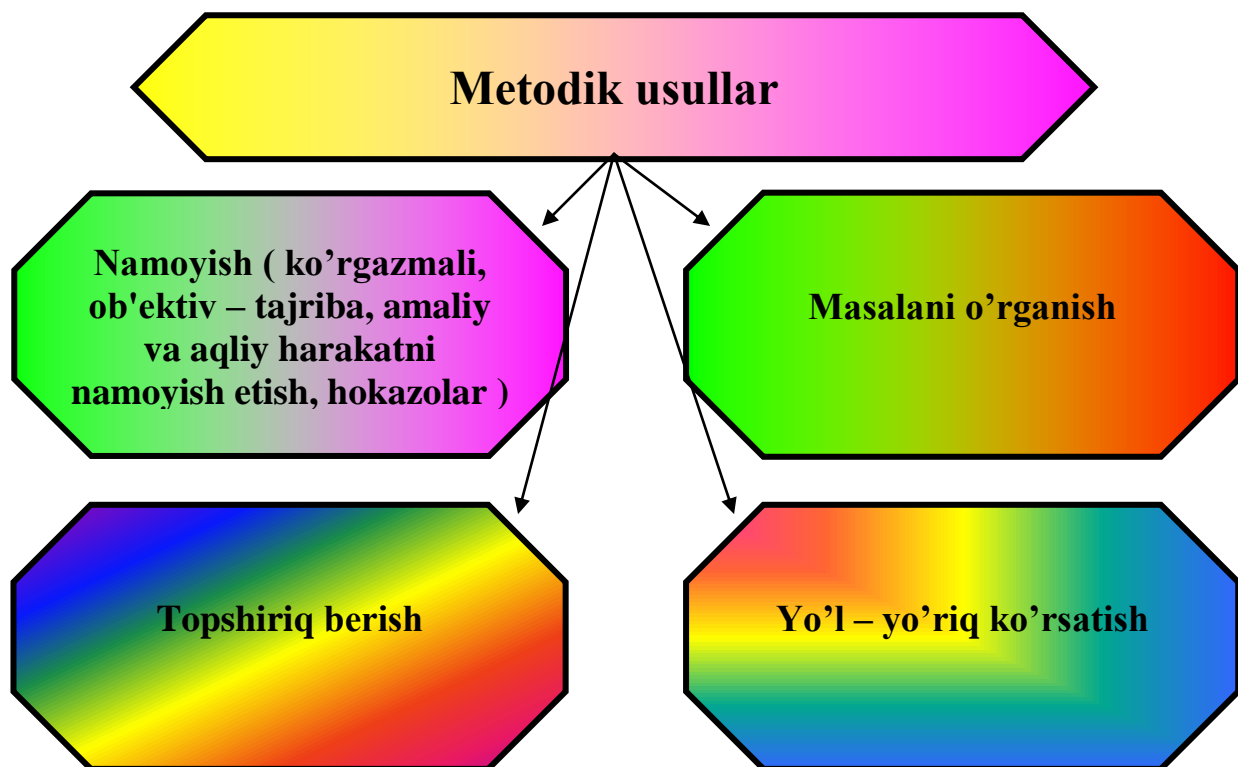 Metodik usullar
Namoyish ( ko’rgazmali,
ob'ektiv – tajriba, amaliy
va aqliy harakatni
namoyish etish, hokazolar )
Masalani o’rganish
Topshiriq berish
Yo’l – yo’riq ko’rsatish